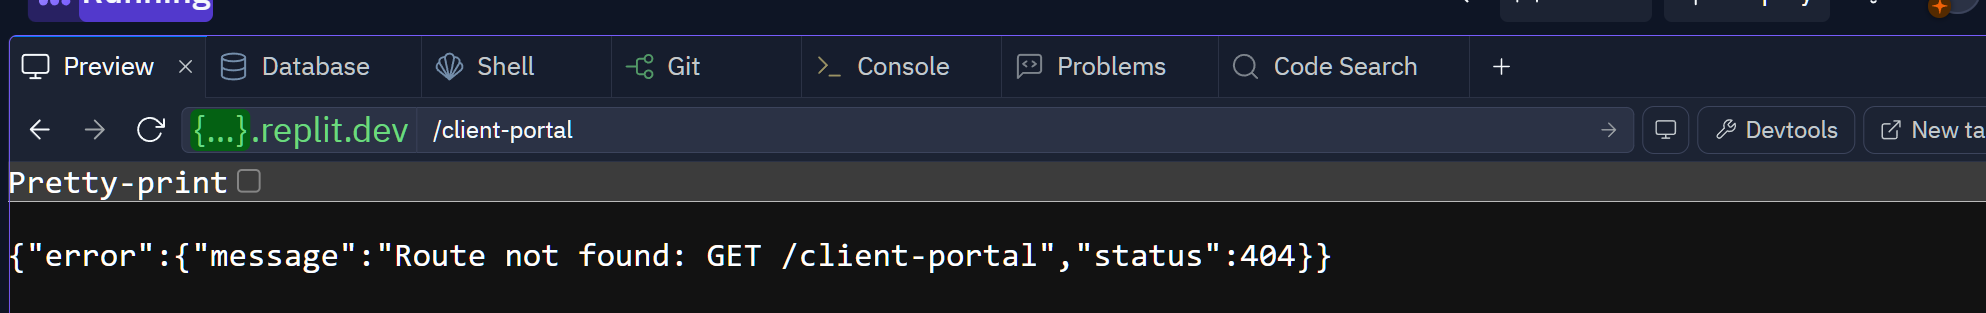 Running
Preview
Database
Shell
Git
Console
Problems
Code Search
{...}.replit.dev
/client-portal
Devtools
New ta
Pretty-print
{"error":{"message":"Route not found: GET /client-portal","status":404}}